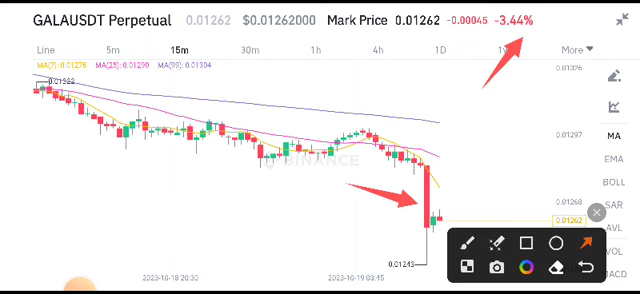 GALAUSDT Perpetual 0.01262 $0.01262000 Mark Price 0.01262 -0.00045 -3.44%
Line 5m 15m 30m 1h 4h 1D More
MA(7): 0.01276 MA(25): 0.01290 MA(99): 0.01304
0.01322
0.01297
MA
EMA
BINANCE
BOLL
0.01268
SAR
0.01262
AVL
VOL
0.01243
MACD
2023-10-18 20:30 2023-10-19 03:45